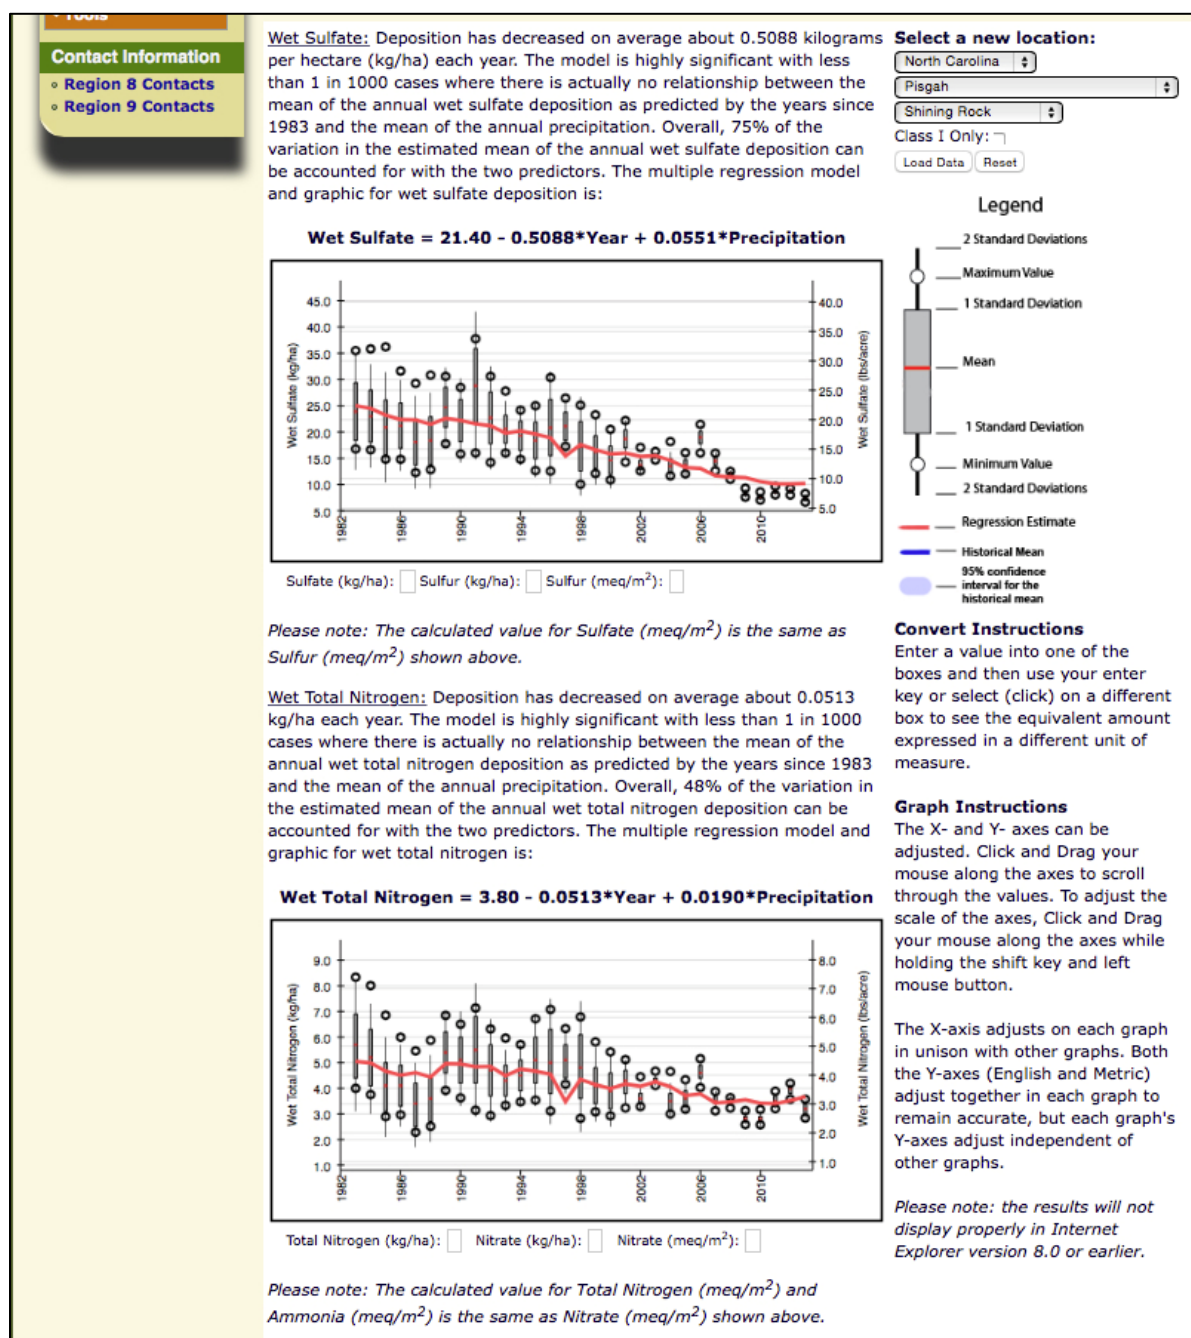 Tools
Contact Information
Region 8 Contacts
Region 9 Contacts
Wet Sulfate: Deposition has decreased on average about 0.5088 kilograms
per hectare (kg/ha) each year. The model is highly significant with less
than 1 in 1000 cases where there is actually no relationship between the
mean of the annual wet sulfate deposition as predicted by the years since
1983 and the mean of the annual precipitation. Overall, 75% of the
variation in the estimated mean of the annual wet sulfate deposition can
be accounted for with the two predictors. The multiple regression model
and graphic for wet sulfate deposition is:
Wet Sulfate = 21.40 - 0.5088*Year + 0.0551*Precipitation
Wet Sulfate (kg/ha)
45.0
40.0
35.0
30.0
25.0
20.0
15.0
10.0
5.0
1982
1986
1990
1994
1998
2002
2006
2010
40.0
35.0
30.0
25.0
20.0
15.0
10.0
5.0
Wet Sulfate (lbs/acre)
Sulfate (kg/ha): Sulfur (kg/ha): Sulfur (meq/m²):
Please note: The calculated value for Sulfate (meq/m²) is the same as
Sulfur (meq/m²) shown above.
Wet Total Nitrogen: Deposition has decreased on average about 0.0513
kg/ha each year. The model is highly significant with less than 1 in 1000
cases where there is actually no relationship between the mean of the
annual wet total nitrogen deposition as predicted by the years since 1983
and the mean of the annual precipitation. Overall, 48% of the variation in
the estimated mean of the annual wet total nitrogen deposition can be
accounted for with the two predictors. The multiple regression model and
graphic for wet total nitrogen is:
Wet Total Nitrogen = 3.80 - 0.0513*Year + 0.0190*Precipitation
Wet Total Nitrogen (kg/ha)
9.0
8.0
7.0
6.0
5.0
4.0
3.0
2.0
1.0
1982
1986
1990
1994
1998
2002
2006
2010
8.0
7.0
6.0
5.0
4.0
3.0
2.0
1.0
Wet Total Nitrogen (lbs/acre)
Total Nitrogen (kg/ha): Nitrate (kg/ha): Nitrate (meq/m²):
Please note: The calculated value for Total Nitrogen (meq/m²) and
Ammonia (meq/m²) is the same as Nitrate (meq/m²) shown above.
Select a new location:
North Carolina
Pisgah
Shining Rock
Class I Only:
Load Data Reset
Legend
2 Standard Deviations
Maximum Value
1 Standard Deviation
Mean
1 Standard Deviation
Minimum Value
2 Standard Deviations
Regression Estimate
Historical Mean
95% confidence
interval for the
historical mean
Convert Instructions
Enter a value into one of the
boxes and then use your enter
key or select (click) on a different
box to see the equivalent amount
expressed in a different unit of
measure.
Graph Instructions
The X- and Y- axes can be
adjusted. Click and Drag your
mouse along the axes to scroll
through the values. To adjust the
scale of the axes, Click and Drag
your mouse along the axes while
holding the shift key and left
mouse button.
The X-axis adjusts on each graph
in unison with other graphs. Both
the Y-axes (English and Metric)
adjust together in each graph to
remain accurate, but each graph's
Y-axes adjust independent of
other graphs.
Please note: the results will not
display properly in Internet
Explorer version 8.0 or earlier.